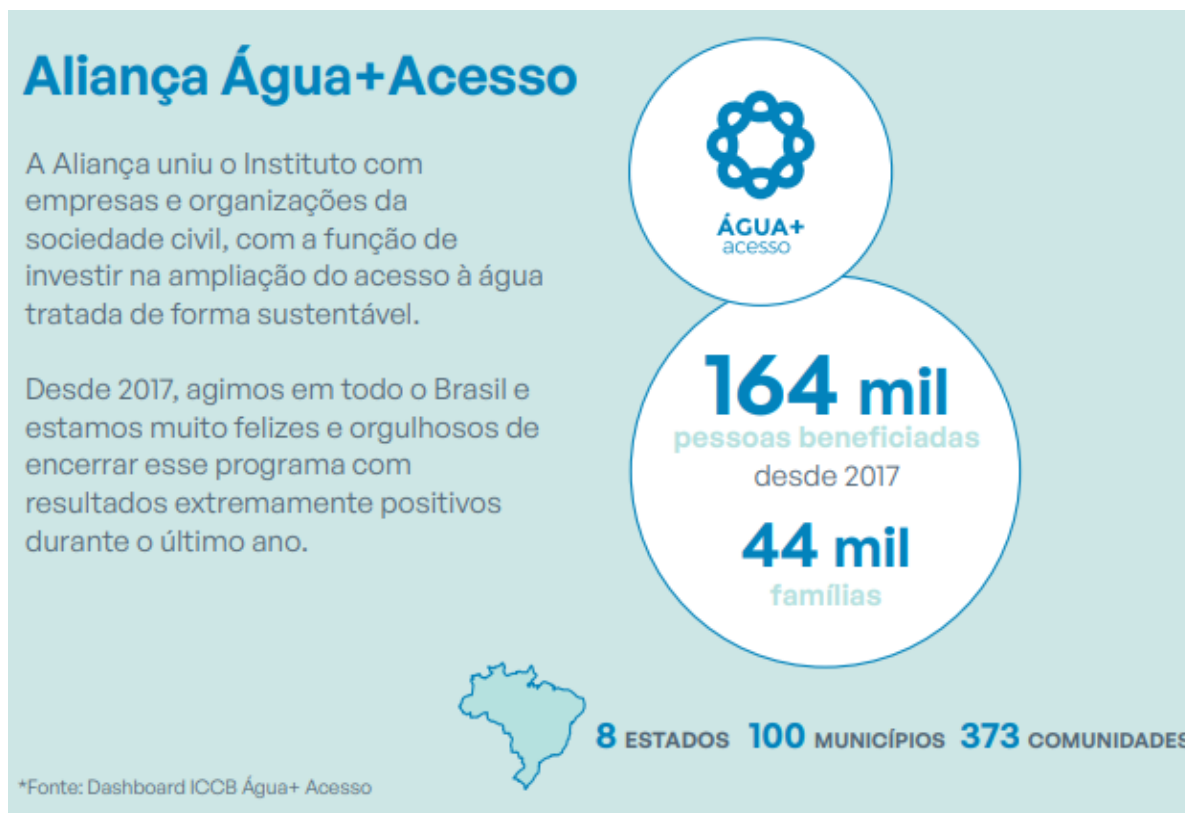 Aliança Água+Acesso
A Aliança uniu o Instituto com
empresas e organizações da
sociedade civil, com a função de
investir na ampliação do acesso à água
tratada de forma sustentável.
Desde 2017, agimos em todo o Brasil e
estamos muito felizes e orgulhosos de
encerrar esse programa com
resultados extremamente positivos
durante o último ano.
ÁGUA+
acesso
164 mil
pessoas beneficiadas
desde 2017
44 mil
famílias
8 ESTADOS 100 MUNICÍPIOS 373 COMUNIDADES
*Fonte: Dashboard ICCB Água+ Acesso